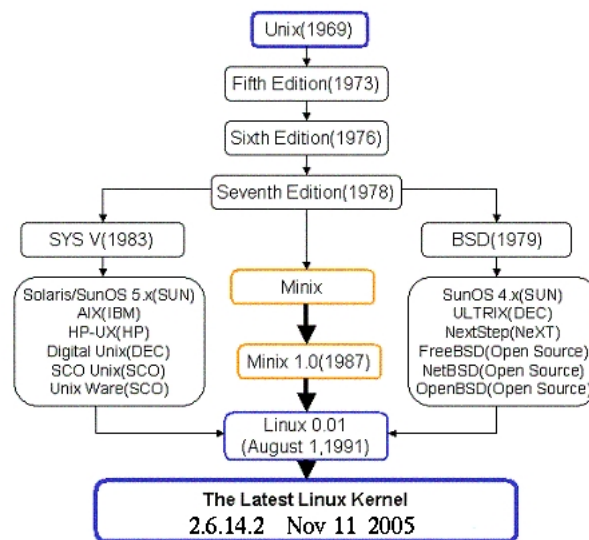 Unix(1969)
Fifth Edition(1973)
Sixth Edition(1976)
Seventh Edition(1978)
SYS V(1983)
BSD(1979)
Solaris/SunOS 5.x(SUN)
AIX(IBM)
HP-UX(HP)
Digital Unix(DEC)
SCO Unix(SCO)
Unix Ware(SCO)
Minix
Minix 1.0(1987)
SunOS 4.x(SUN)
ULTRIX(DEC)
NextStep(NeXT)
FreeBSD(Open Source)
NetBSD(Open Source)
OpenBSD(Open Source)
Linux 0.01
(August 1,1991)
The Latest Linux Kernel
2.6.14.2 Nov 11 2005